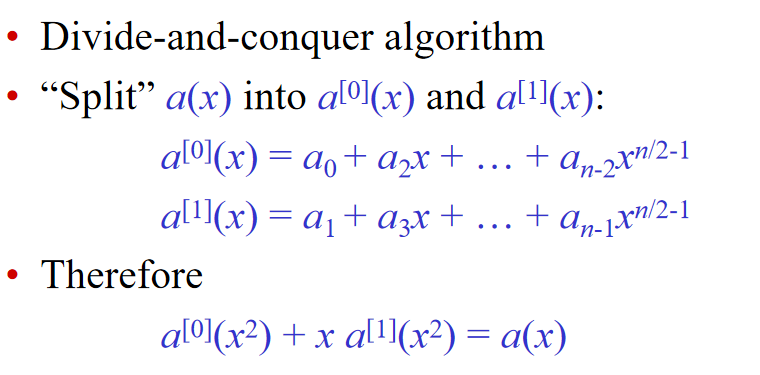 • Divide-and-conquer algorithm
• “Split” a(x) into a[0](x) and a[1](x):
a[0](x) = a₀ + a₂x + … + aₙ₋₂xⁿ/²⁻¹
a[1](x) = a₁ + a₃x + … + aₙ₋₁xⁿ/²⁻¹
• Therefore
a[0](x²) + x a[1](x²) = a(x)